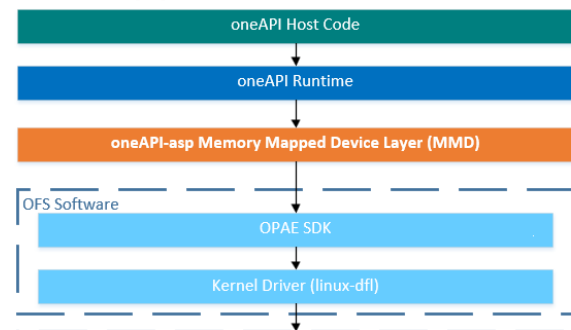 oneAPI Host Code
oneAPI Runtime
oneAPI-asp Memory Mapped Device Layer (MMD)
OFS Software
OPAE SDK
Kernel Driver (linux-dfl)